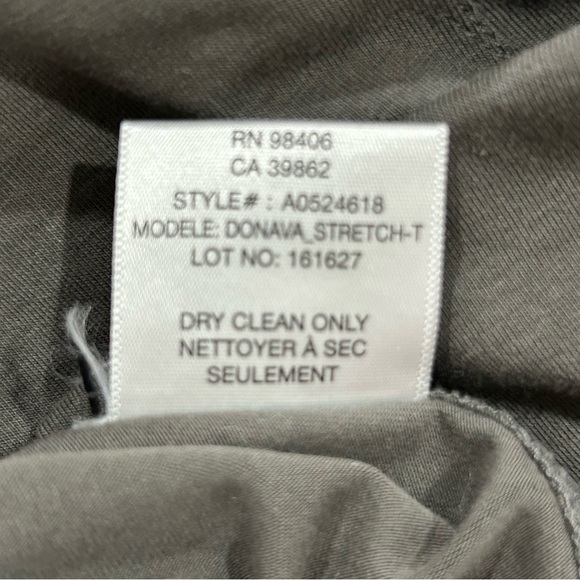 RN 98406
CA 39862
STYLE# : A0524618
MODELE: DONAVA_STRETCH-T
LOT NO: 161627
DRY CLEAN ONLY
NETTOYER À SEC
SEULEMENT